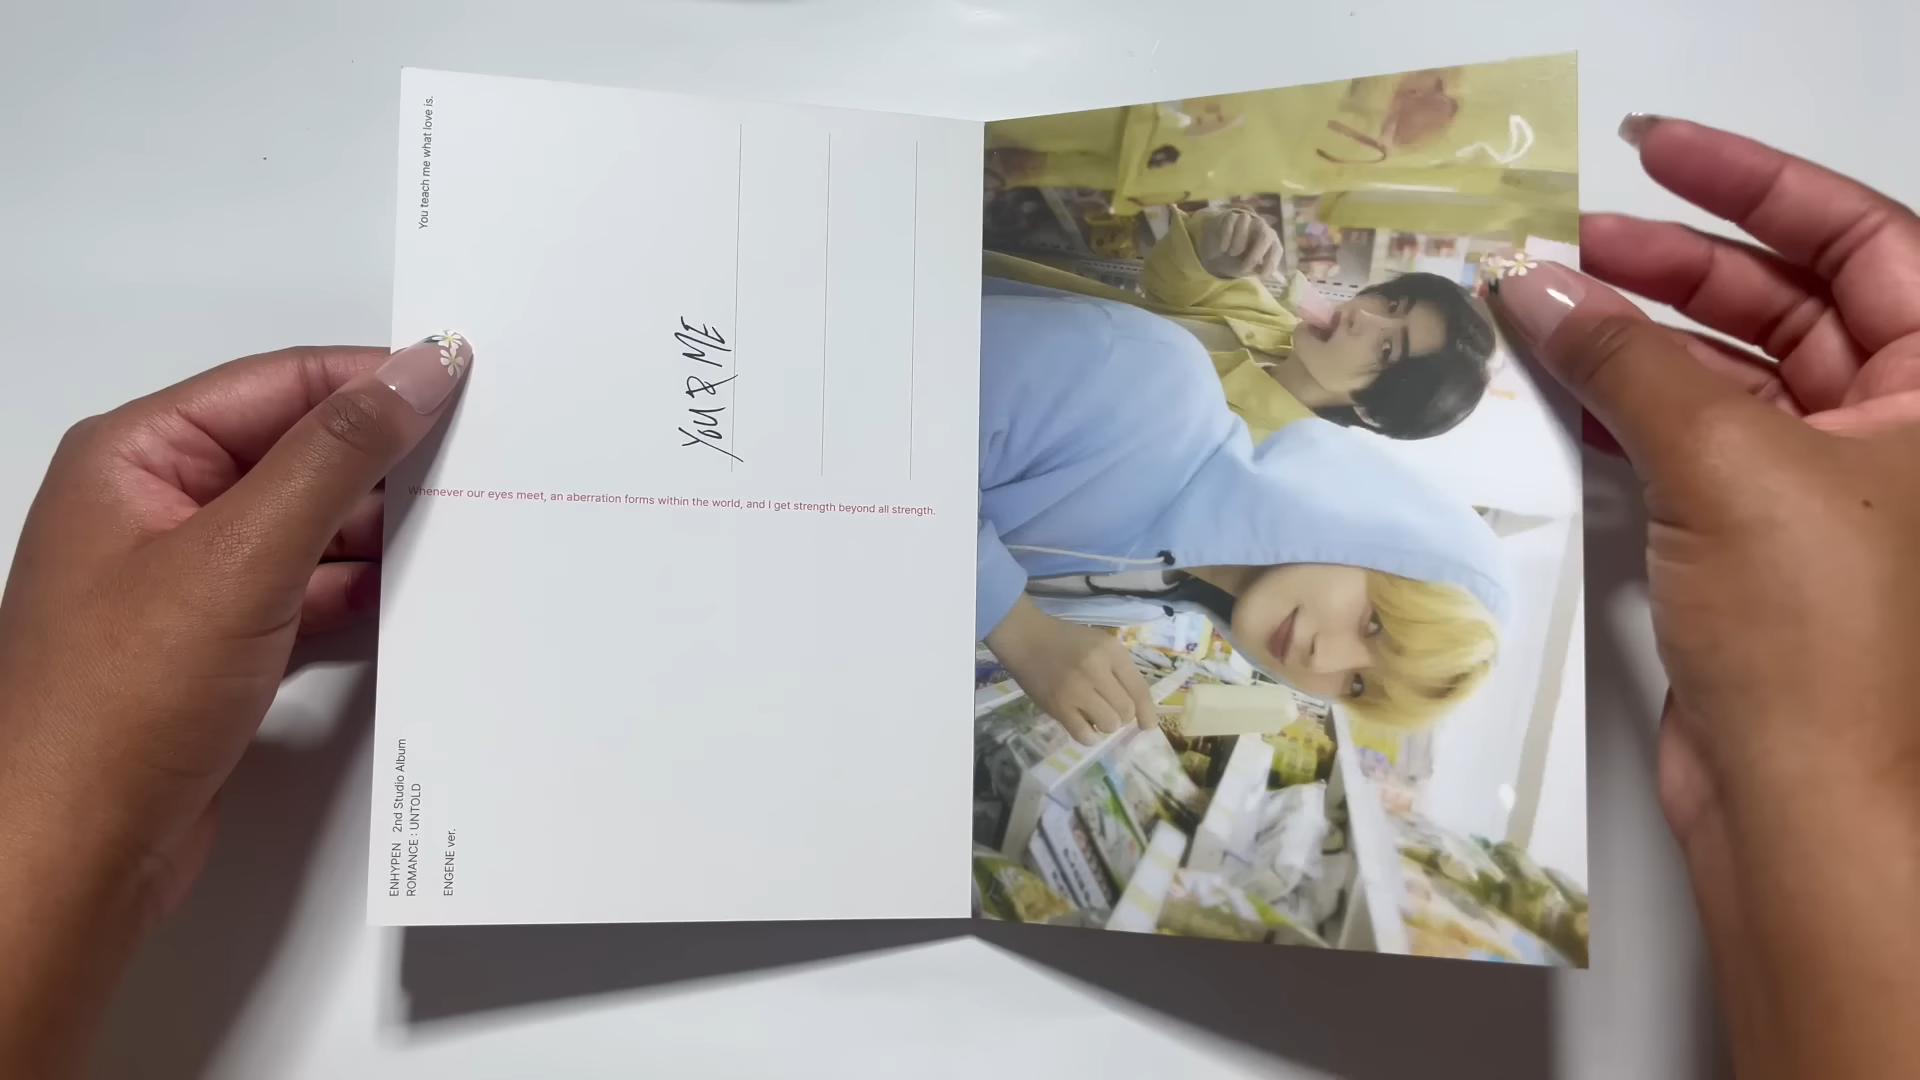 You teach me what love is.
YOU & ME
Whenever our eyes meet, an aberration forms within the world, and I get strength beyond all strength.
ENHYPEN 2nd Studio Album
ROMANCE : UNTOLD
ENGENE ver.